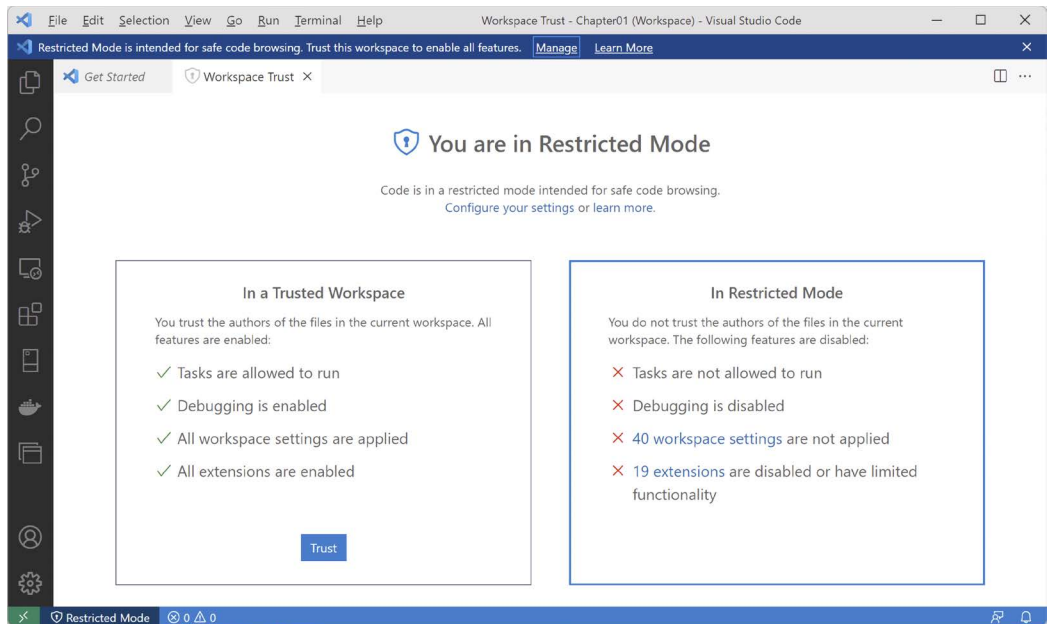 File Edit Selection View Go Run Terminal Help Workspace Trust - Chapter01 (Workspace) - Visual Studio Code
Restricted Mode is intended for safe code browsing. Trust this workspace to enable all features. Manage Learn More
Get Started Workspace Trust
You are in Restricted Mode
Code is in a restricted mode intended for safe code browsing.
Configure your settings or learn more.
In a Trusted Workspace
You trust the authors of the files in the current workspace. All
features are enabled:
Tasks are allowed to run
Debugging is enabled
All workspace settings are applied
All extensions are enabled
Trust
In Restricted Mode
You do not trust the authors of the files in the current
workspace. The following features are disabled:
Tasks are not allowed to run
Debugging is disabled
40 workspace settings are not applied
19 extensions are disabled or have limited
functionality
Restricted Mode 0 0